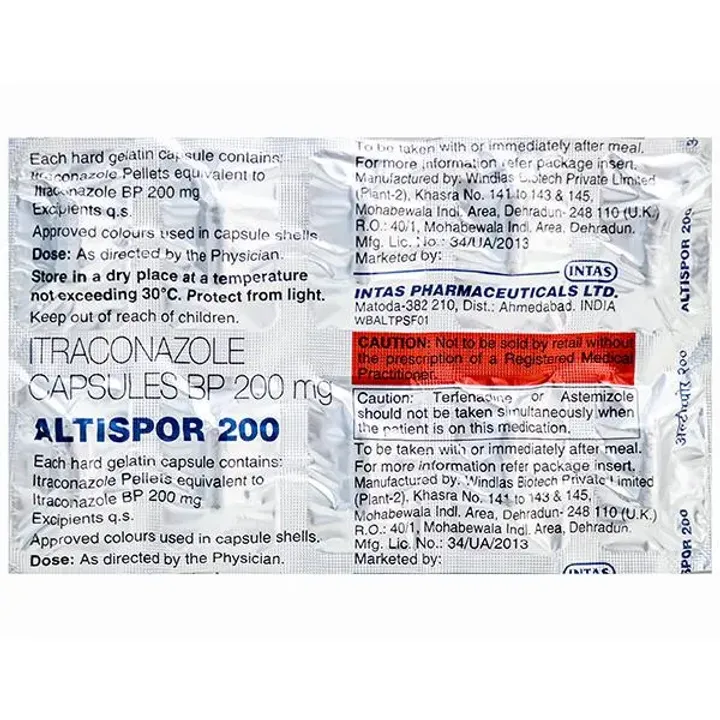 Each hard gelatin capsule contains:
Itraconazole Pellets equivalent to
Itraconazole BP 200 mg
Excipients q.s.
Approved colours used in capsule shells.
Dose: As directed by the Physician.
Store in a dry place at a temperature
not exceeding 30°C. Protect from light.
Keep out of reach of children.
ITRACONAZOLE
CAPSULES BP 200 mg
ALTISPOR 200
Each hard gelatin capsule contains:
Itraconazole Pellets equivalent to
Itraconazole BP 200 mg
Excipients q.s.
Approved colours used in capsule shells.
Dose: As directed by the Physician.
To be taken with or immediately after meal.
For more information refer package insert.
Manufactured by: Windlas Biotech Private Limited
(Plant-2), Khasra No. 141 to 143 & 145,
Mohabewala Indl. Area, Dehradun- 248 110 (U.K.)
R.O.: 40/1, Mohabewala Indl. Area, Dehradun.
Mfg. Lic. No.: 34/UA/2013
Marketed by:
INTAS
INTAS PHARMACEUTICALS LTD.
Matoda-382 210, Dist.: Ahmedabad. INDIA
WBALTPSF01
CAUTION: Not to be sold by retail without
the prescription of a Registered Medical
Practitioner.
Caution: Terfenadine or Astemizole
should not be taken simultaneously when
the patient is on this medication.
To be taken with or immediately after meal.
For more information refer package insert.
Manufactured by: Windlas Biotech Private Limited
(Plant-2), Khasra No. 141 to 143 & 145,
Mohabewala Indl. Area, Dehradun- 248 110 (U.K.)
R.O.: 40/1, Mohabewala Indl. Area, Dehradun.
Mfg. Lic. No.: 34/UA/2013
Marketed by:
INTAS
ALTISPOR 200
अल्टीस्पोर २००
ALTISPOR 200